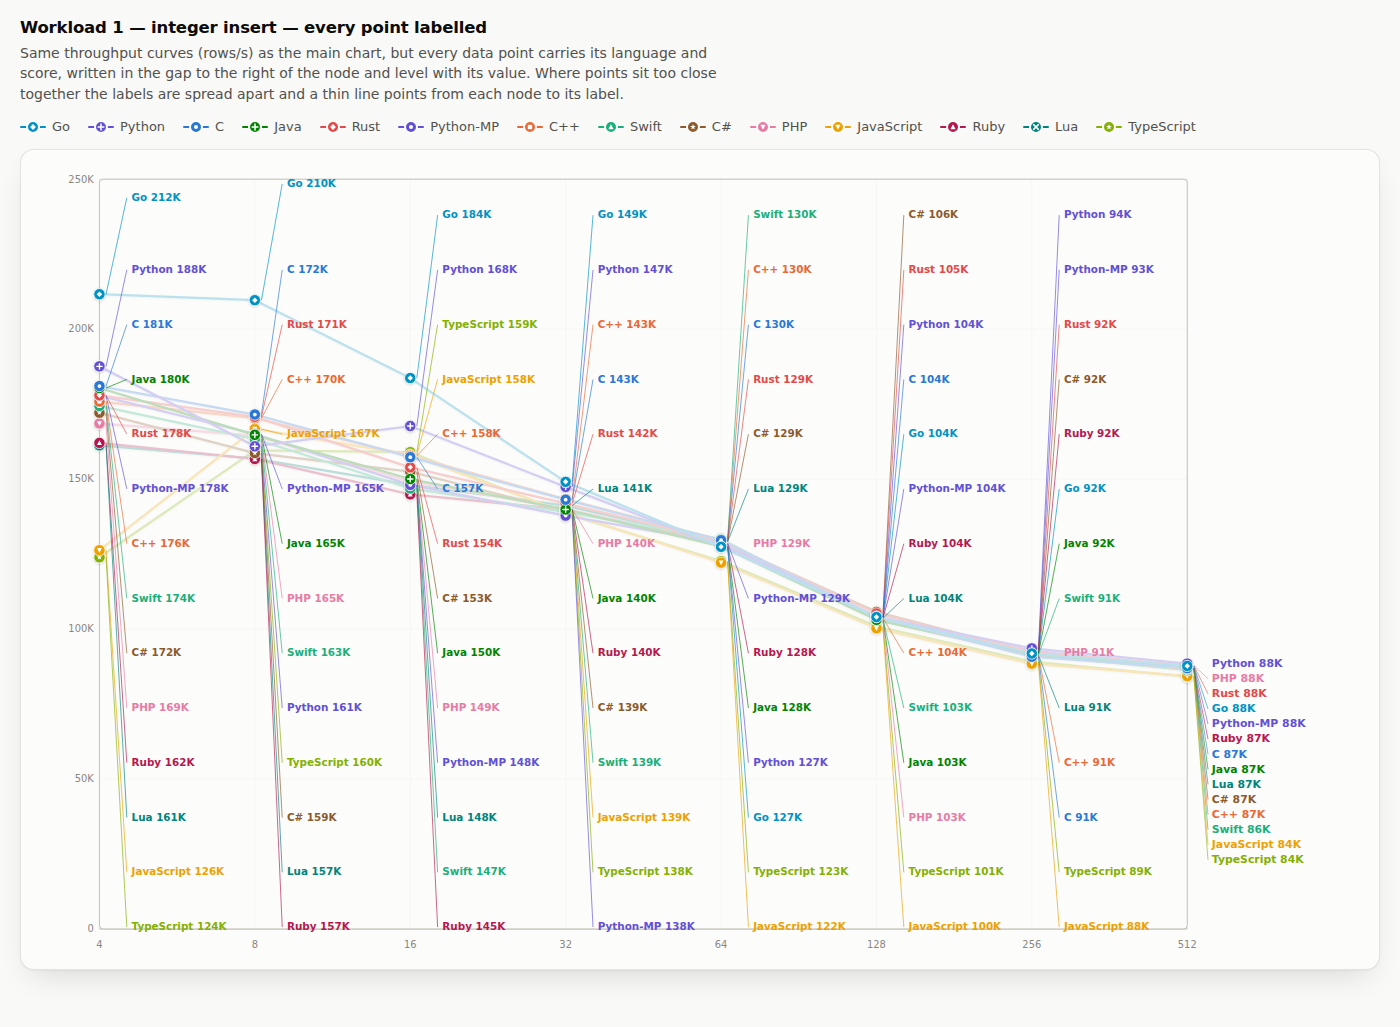 Workload 1 — integer insert — every point labelled
Same throughput curves (rows/s) as the main chart, but every data point carries its language and
score, written in the gap to the right of the node and level with its value. Where points sit too close
together the labels are spread apart and a thin line points from each node to its label.
Go Python C Java Rust Python-MP C++ Swift C# PHP JavaScript Ruby Lua TypeScript
250K
200K
150K
100K
50K
0
Go 212K
Python 188K
C 181K
Java 180K
Rust 178K
Python-MP 178K
C++ 176K
Swift 174K
C# 172K
PHP 169K
Ruby 162K
Lua 161K
JavaScript 126K
TypeScript 124K
Go 210K
C 172K
Rust 171K
C++ 170K
JavaScript 167K
Python-MP 165K
Java 165K
PHP 165K
Swift 163K
Python 161K
TypeScript 160K
C# 159K
Lua 157K
Ruby 157K
Go 184K
Python 168K
TypeScript 159K
JavaScript 158K
C++ 158K
C 157K
Rust 154K
C# 153K
Java 150K
PHP 149K
Python-MP 148K
Lua 148K
Swift 147K
Ruby 145K
Go 149K
Python 147K
C++ 143K
C 143K
Rust 142K
Lua 141K
PHP 140K
Java 140K
Ruby 140K
C# 139K
Swift 139K
JavaScript 139K
TypeScript 138K
Python-MP 138K
Swift 130K
C++ 130K
C 130K
Rust 129K
C# 129K
Lua 129K
PHP 129K
Python-MP 129K
Ruby 128K
Java 128K
Python 127K
Go 127K
TypeScript 123K
JavaScript 122K
C# 106K
Rust 105K
Python 104K
C 104K
Go 104K
Python-MP 104K
Ruby 104K
Lua 104K
C++ 104K
Swift 103K
Java 103K
PHP 103K
TypeScript 101K
JavaScript 100K
Python 94K
Python-MP 93K
Rust 92K
C# 92K
Ruby 92K
Go 92K
Java 92K
Swift 91K
PHP 91K
Lua 91K
C++ 91K
C 91K
TypeScript 89K
JavaScript 88K
Python 88K
PHP 88K
Rust 88K
Go 88K
Python-MP 88K
Ruby 87K
C 87K
Java 87K
Lua 87K
C# 87K
C++ 87K
Swift 86K
JavaScript 84K
TypeScript 84K
4 8 16 32 64 128 256 512